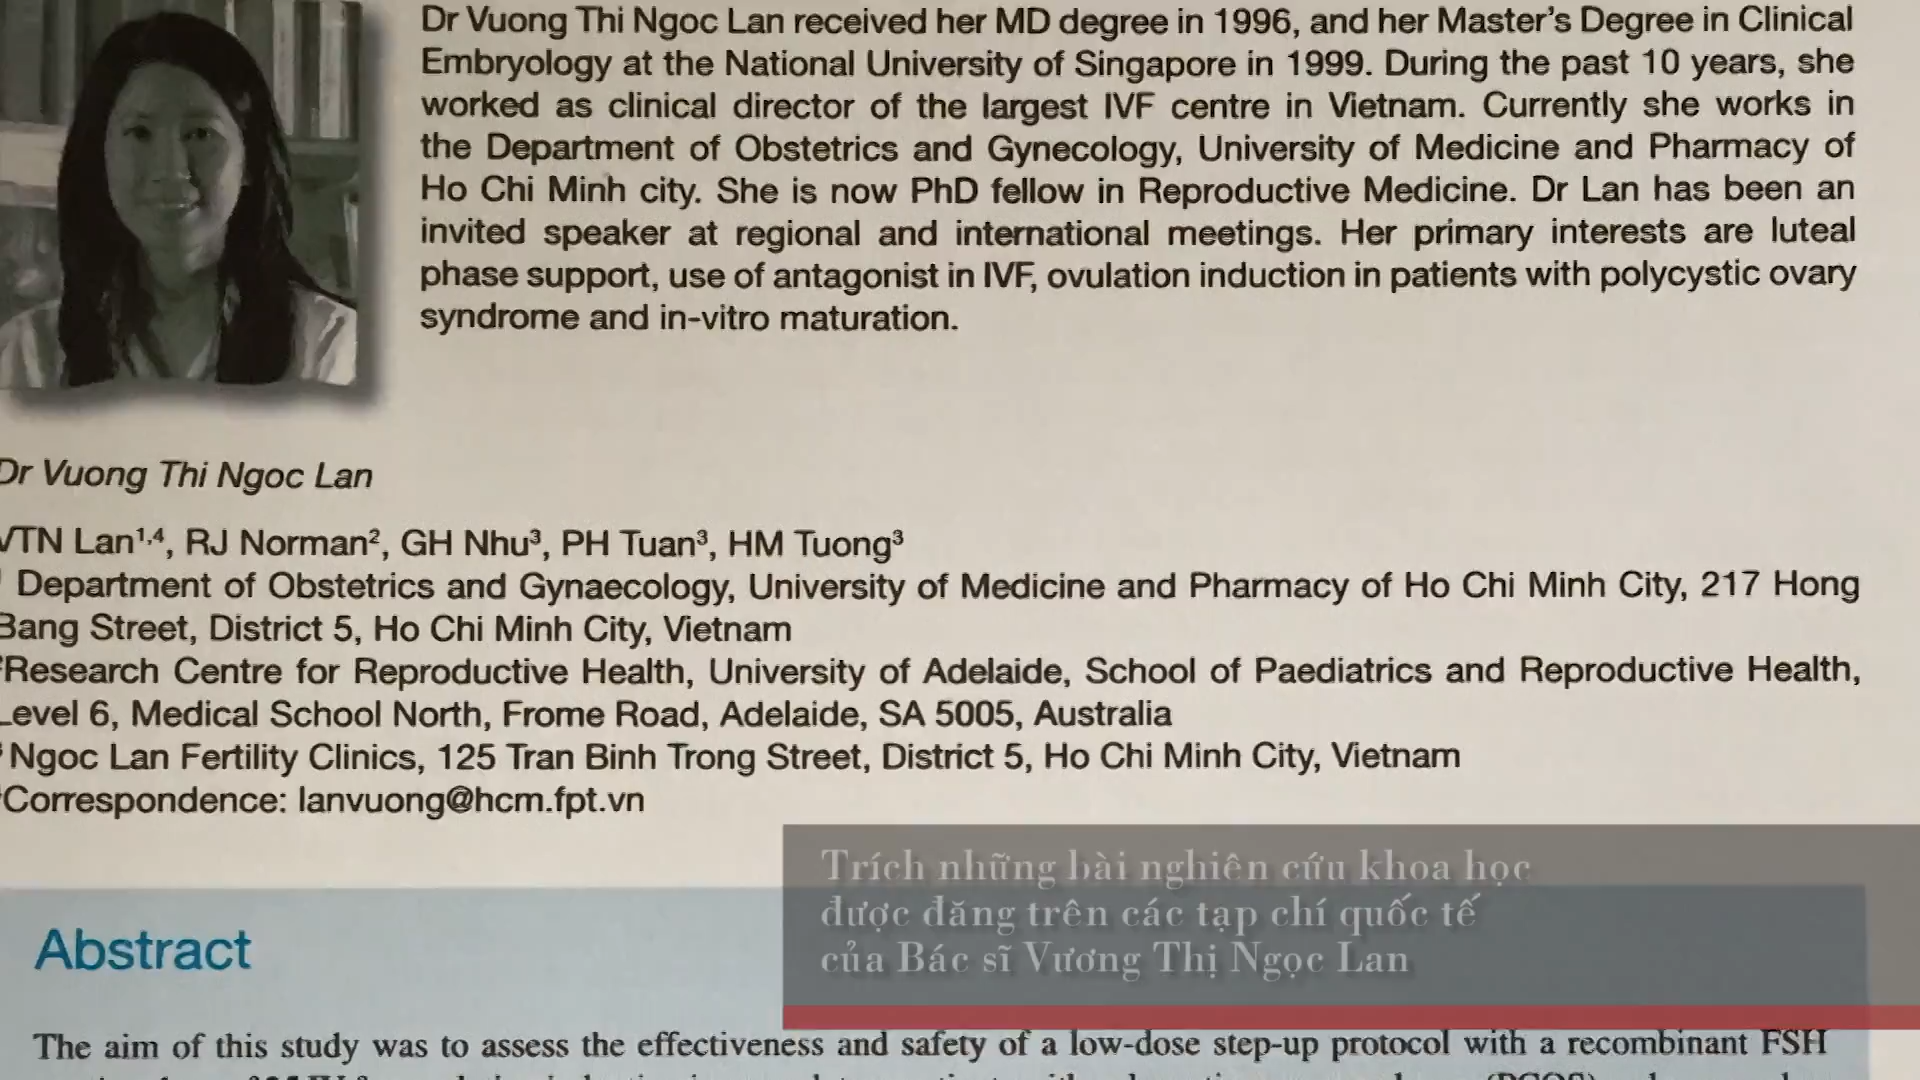 Dr Vuong Thi Ngoc Lan received her MD degree in 1996, and her Master's Degree in Clinical
Embryology at the National University of Singapore in 1999. During the past 10 years, she
worked as clinical director of the largest IVF centre in Vietnam. Currently she works in
the Department of Obstetrics and Gynecology, University of Medicine and Pharmacy of
Ho Chi Minh city. She is now PhD fellow in Reproductive Medicine. Dr Lan has been an
invited speaker at regional and international meetings. Her primary interests are luteal
phase support, use of antagonist in IVF, ovulation induction in patients with polycystic ovary
syndrome and in-vitro maturation.
Dr Vuong Thi Ngoc Lan
VTN Lan¹,⁴, RJ Norman², GH Nhu³, PH Tuan³, HM Tuong³
Department of Obstetrics and Gynaecology, University of Medicine and Pharmacy of Ho Chi Minh City, 217 Hong
Bang Street, District 5, Ho Chi Minh City, Vietnam
²Research Centre for Reproductive Health, University of Adelaide, School of Paediatrics and Reproductive Health,
Level 6, Medical School North, Frome Road, Adelaide, SA 5005, Australia
Ngoc Lan Fertility Clinics, 125 Tran Binh Trong Street, District 5, Ho Chi Minh City, Vietnam
Correspondence: lanvuong@hcm.fpt.vn
Trích những bài nghiên cứu khoa học
được đăng trên các tạp chí quốc tế
của Bác sĩ Vương Thị Ngọc Lan
Abstract
The aim of this study was to assess the effectiveness and safety of a low-dose step-up protocol with a recombinant FSH